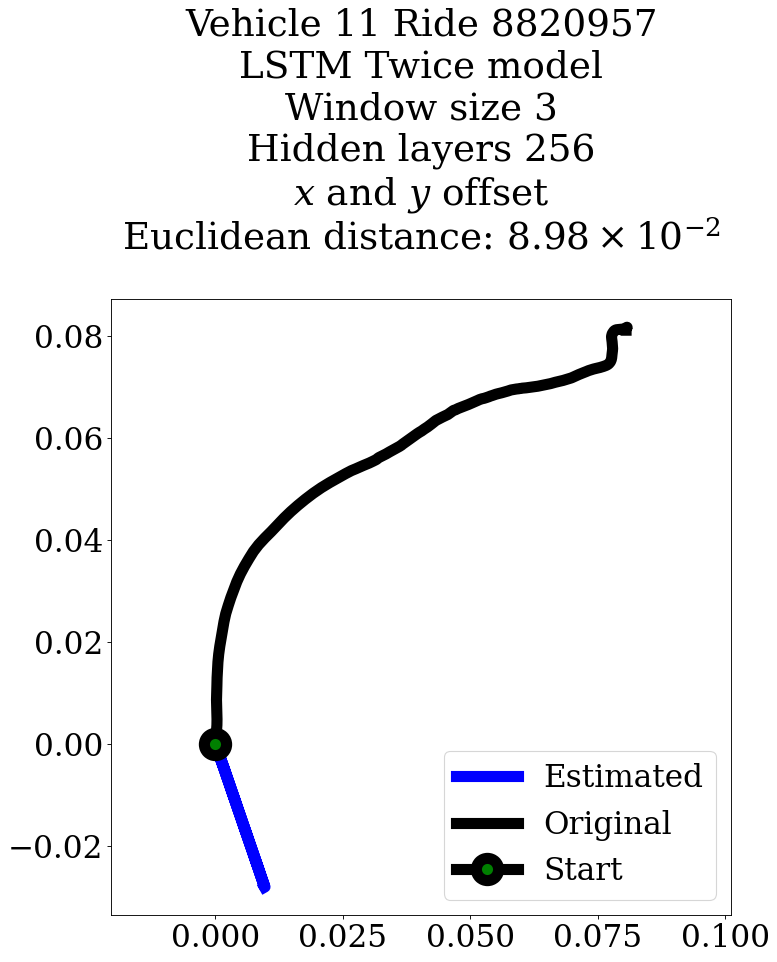 Vehicle 11 Ride 8820957
LSTM Twice model
Window size 3
Hidden layers 256
x and y offset
Euclidean distance: 8.98 × 10⁻²
0.08
0.06
0.04
0.02
0.00
−0.02
Estimated
Original
Start
0.000 0.025 0.050 0.075 0.100